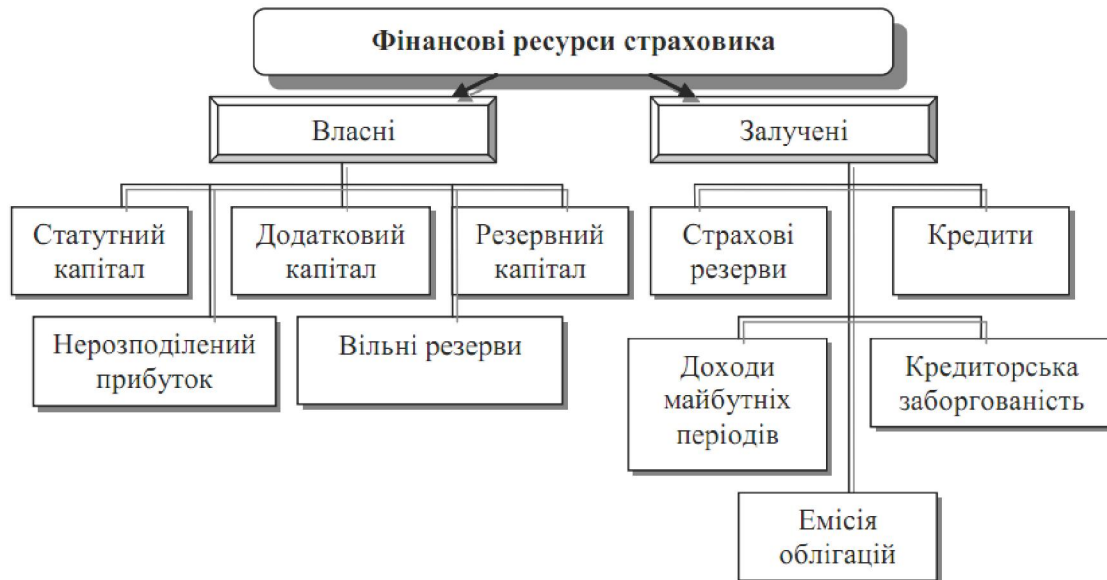 Фінансові ресурси страховика
Власні
Залучені
Статутний
капітал
Додатковий
капітал
Резервний
капітал
Страхові
резерви
Кредити
Нерозподілений
прибуток
Вільні резерви
Доходи
майбутніх
періодів
Кредиторська
заборгованість
Емісія
облігацій